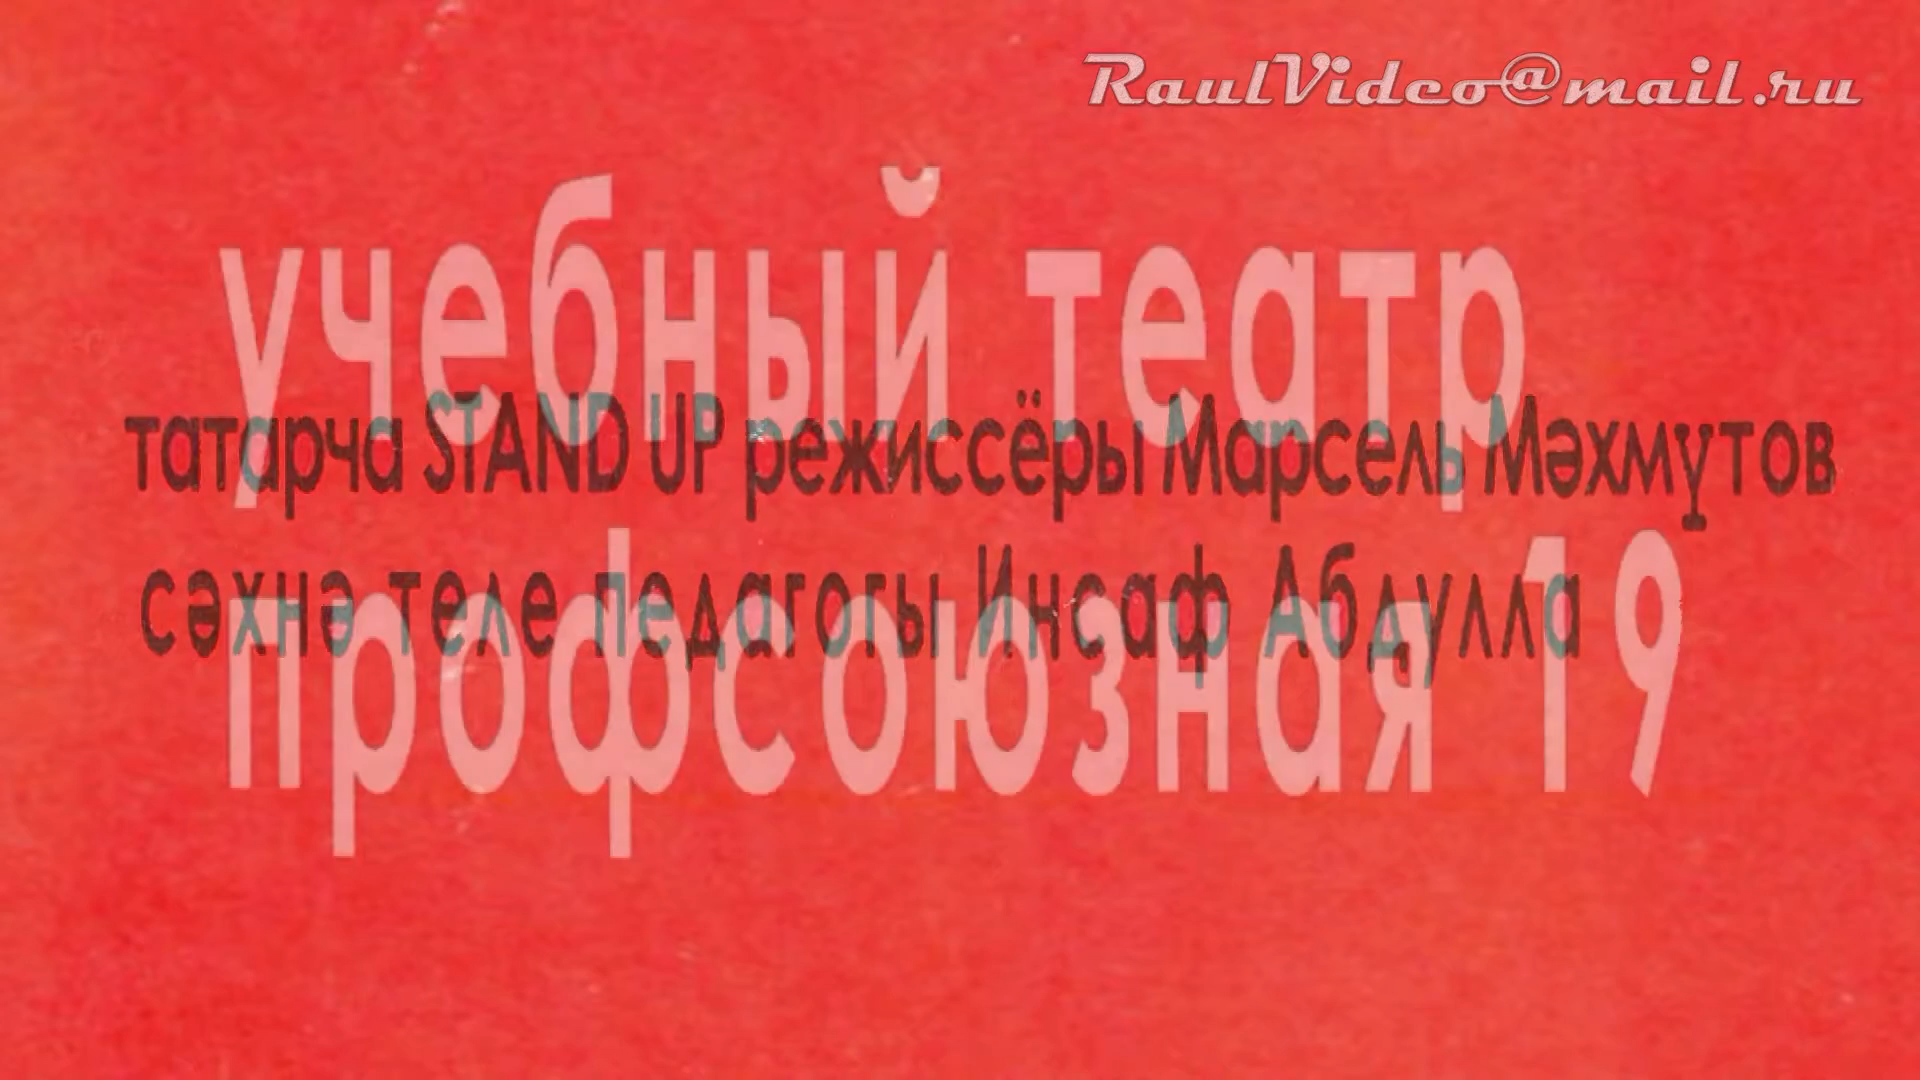 RaulVideo@mail.ru
учебный театр
татарча STAND UP режиссёры Марсель Мәхмүтов
сәхнә теле педагогы Инсаф Абдулла
профсоюзная 19